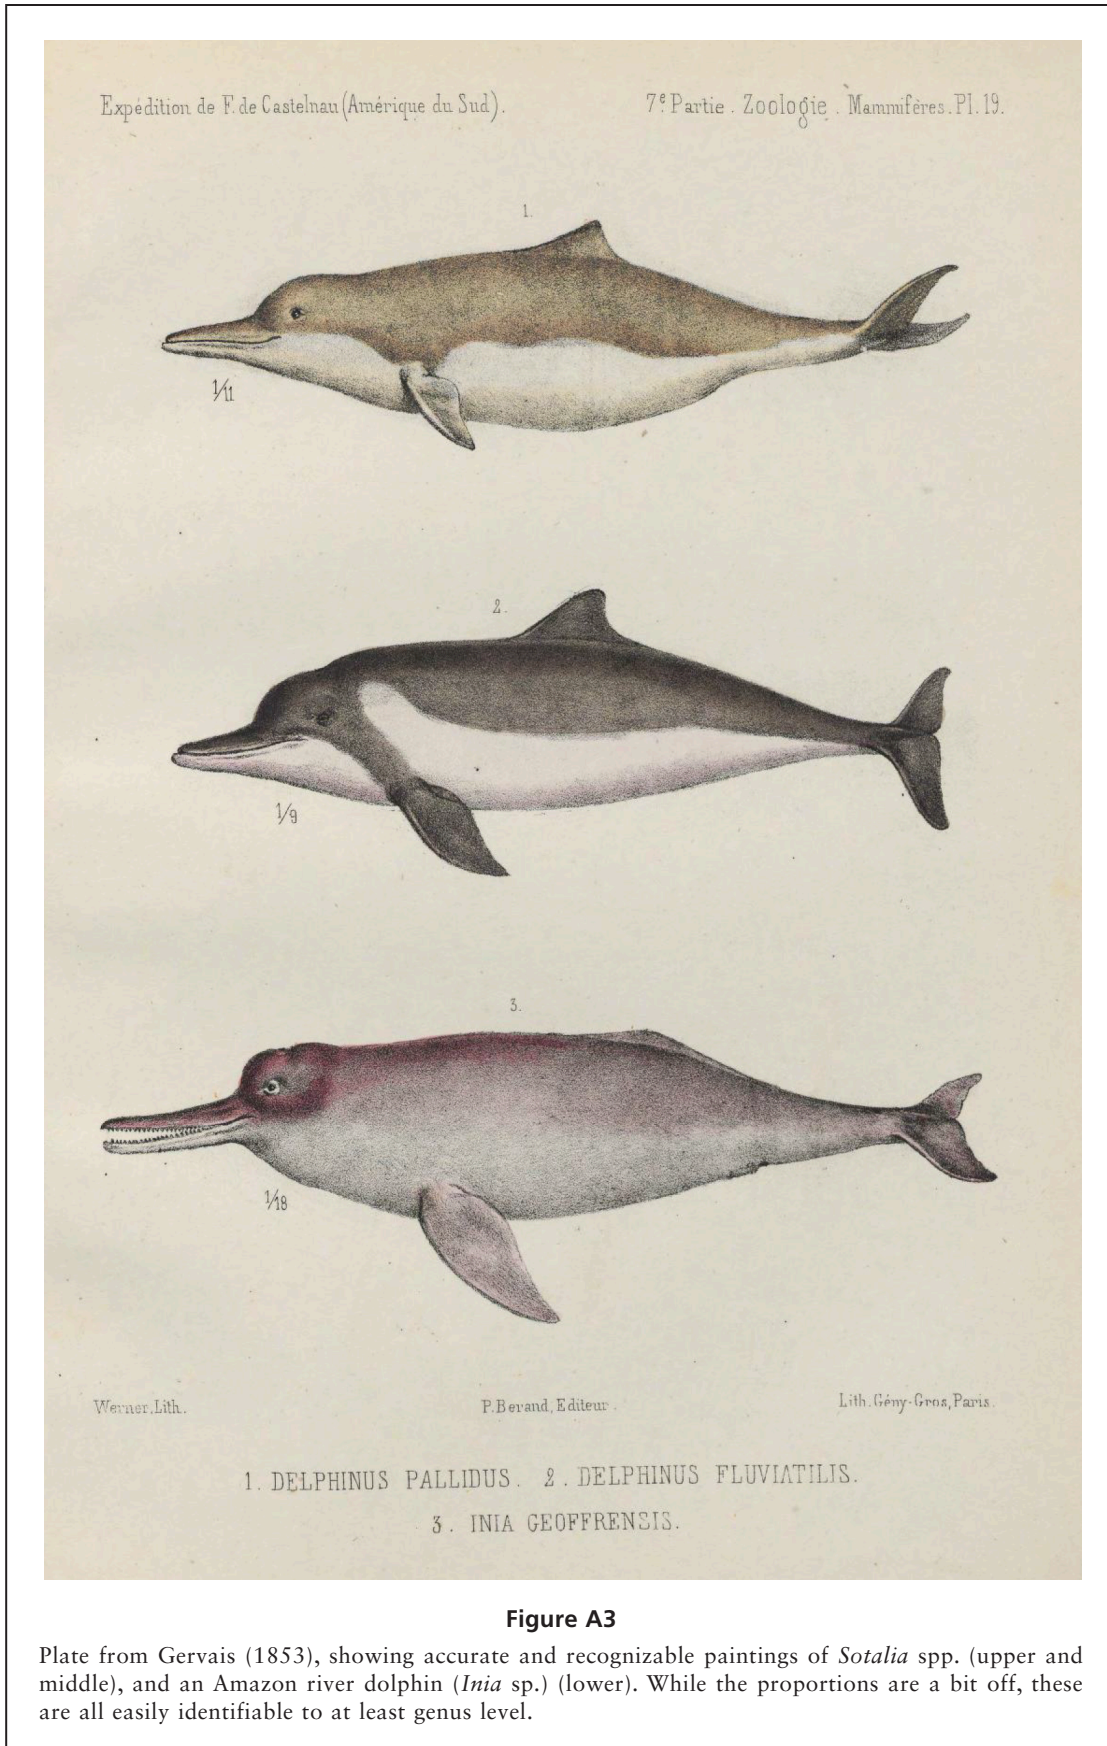 Expédition de F. de Castelnau (Amérique du Sud).
7.e Partie . Zoologie . Mammifères. Pl. 19.
1.
1/11
2.
1/9
3.
1/18
Werner, Lith.
P. Berand, Editeur .
Lith. Gény-Gros, Paris.
1. DELPHINUS PALLIDUS. 2. DELPHINUS FLUVIATILIS.
3. INIA GEOFFRENSIS.
Figure A3
Plate from Gervais (1853), showing accurate and recognizable paintings of Sotalia spp. (upper and
middle), and an Amazon river dolphin (Inia sp.) (lower). While the proportions are a bit off, these
are all easily identifiable to at least genus level.